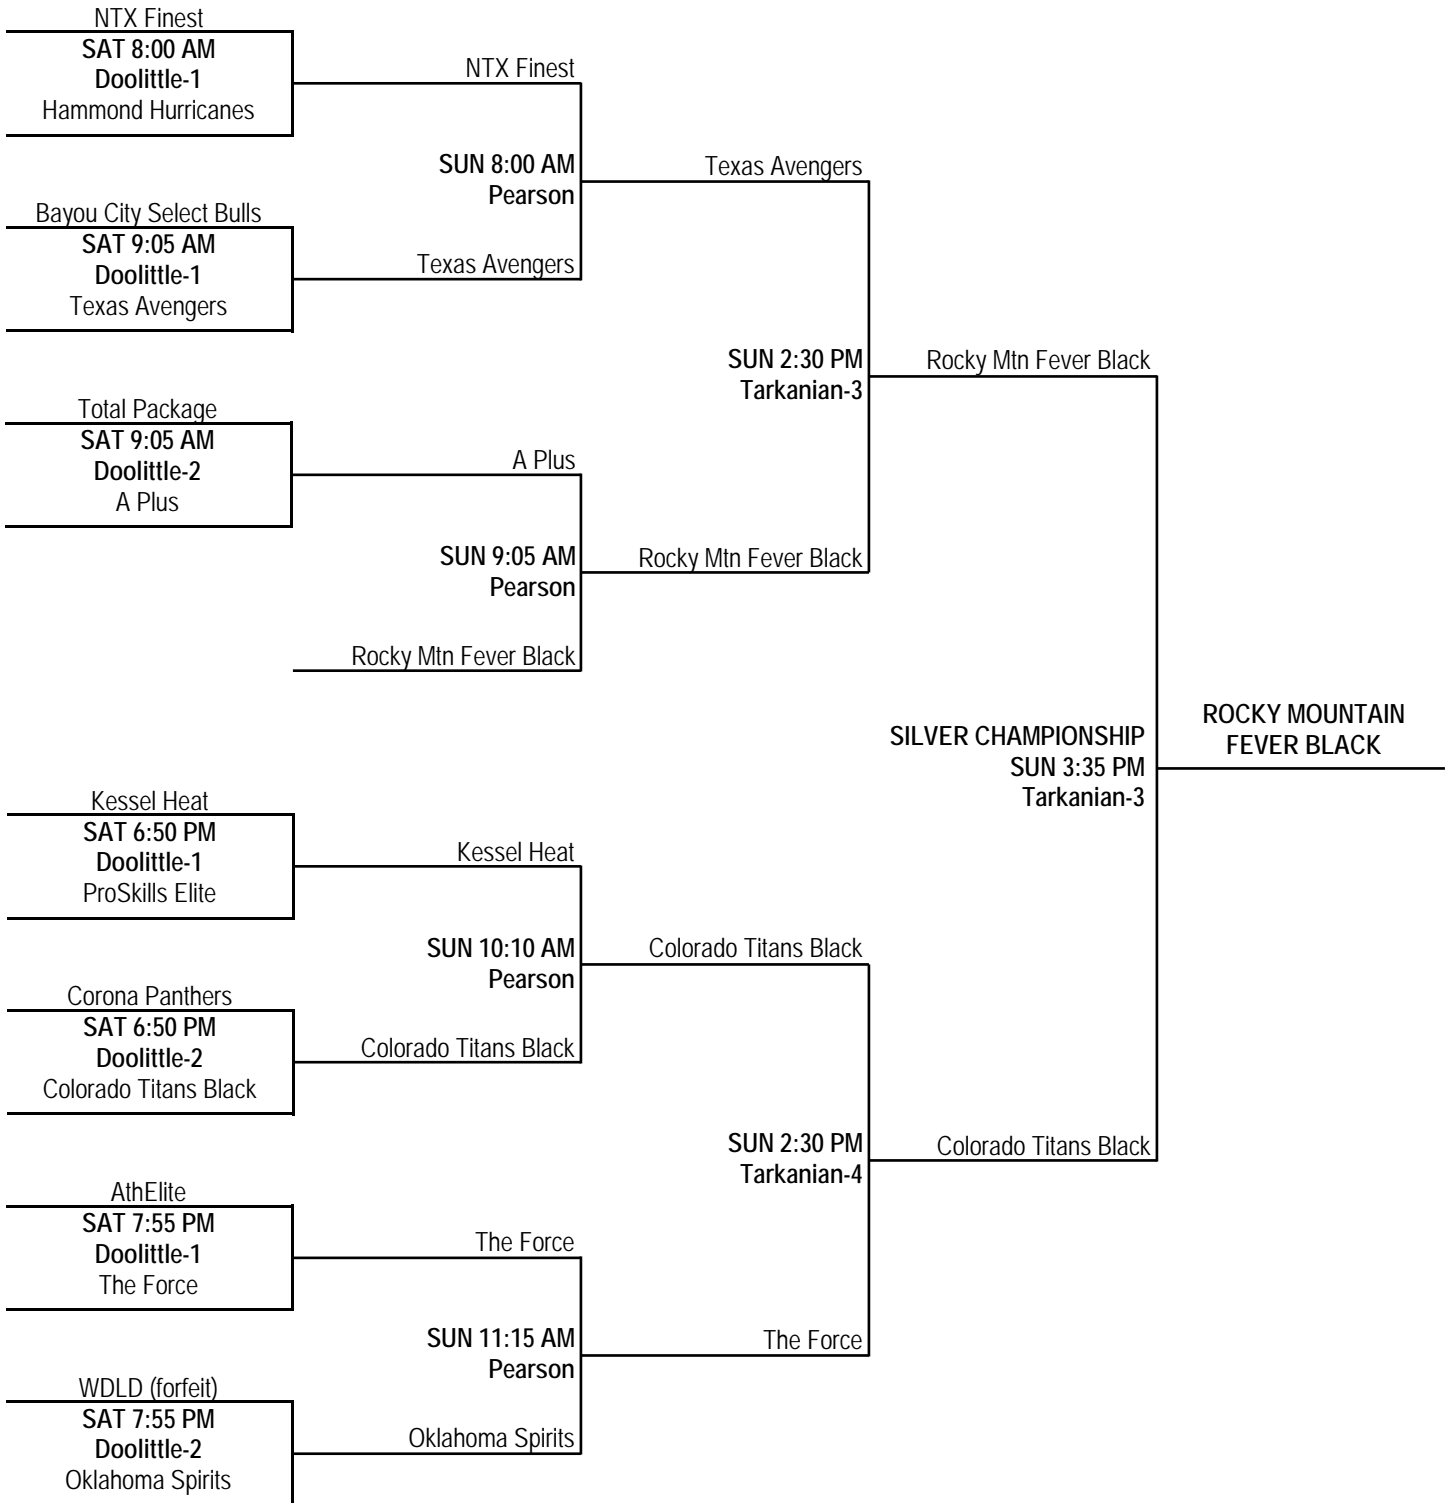 NTX Finest
SAT 8:00 AM
Doolittle-1
Hammond Hurricanes
Bayou City Select Bulls
SAT 9:05 AM
Doolittle-1
Texas Avengers
Total Package
SAT 9:05 AM
Doolittle-2
A Plus
Kessel Heat
SAT 6:50 PM
Doolittle-1
ProSkills Elite
Corona Panthers
SAT 6:50 PM
Doolittle-2
Colorado Titans Black
AthElite
SAT 7:55 PM
Doolittle-1
The Force
WDLD (forfeit)
SAT 7:55 PM
Doolittle-2
Oklahoma Spirits
NTX Finest
SUN 8:00 AM
Pearson
Texas Avengers
A Plus
SUN 9:05 AM
Pearson
Rocky Mtn Fever Black
Kessel Heat
SUN 10:10 AM
Pearson
Colorado Titans Black
The Force
SUN 11:15 AM
Pearson
Oklahoma Spirits
Texas Avengers
SUN 2:30 PM
Tarkanian-3
Rocky Mtn Fever Black
Colorado Titans Black
SUN 2:30 PM
Tarkanian-4
The Force
Rocky Mtn Fever Black
SILVER CHAMPIONSHIP
SUN 3:35 PM
Tarkanian-3
Colorado Titans Black
ROCKY MOUNTAIN
FEVER BLACK